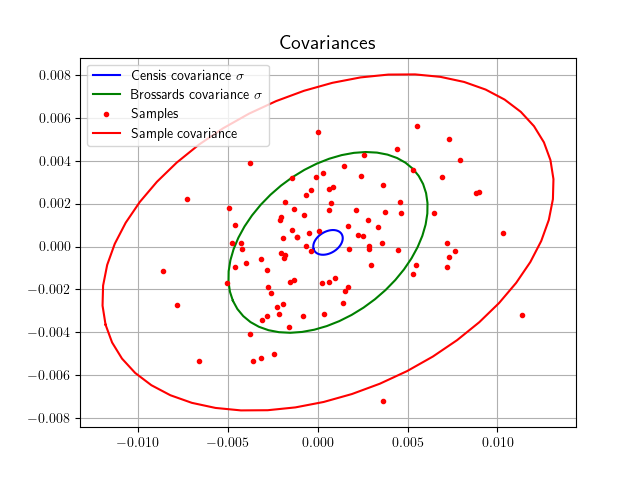 Covariances
Censis covariance σ
Brossards covariance σ
Samples
Sample covariance
0.008
0.006
0.004
0.002
0.000
−0.002
−0.004
−0.006
−0.008
−0.010 −0.005 0.000 0.005 0.010